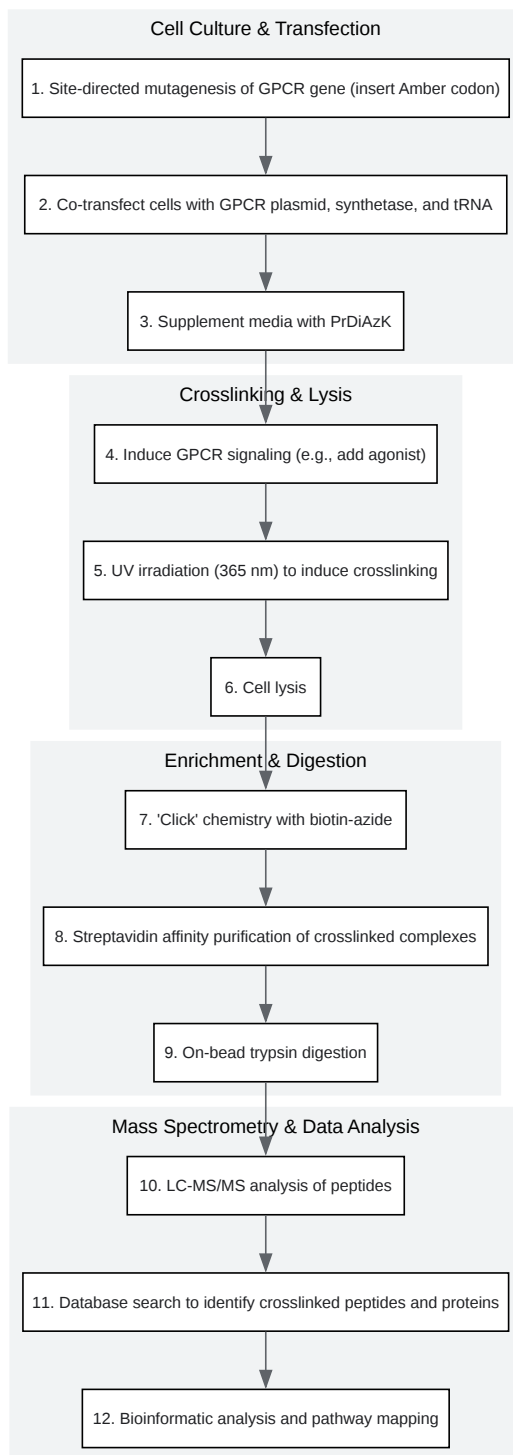 Cell Culture & Transfection
1. Site-directed mutagenesis of GPCR gene (insert Amber codon)
2. Co-transfect cells with GPCR plasmid, synthetase, and tRNA
3. Supplement media with PrDiAzK
Crosslinking & Lysis
4. Induce GPCR signaling (e.g., add agonist)
5. UV irradiation (365 nm) to induce crosslinking
6. Cell lysis
Enrichment & Digestion
7. 'Click' chemistry with biotin-azide
8. Streptavidin affinity purification of crosslinked complexes
9. On-bead trypsin digestion
Mass Spectrometry & Data Analysis
10. LC-MS/MS analysis of peptides
11. Database search to identify crosslinked peptides and proteins
12. Bioinformatic analysis and pathway mapping